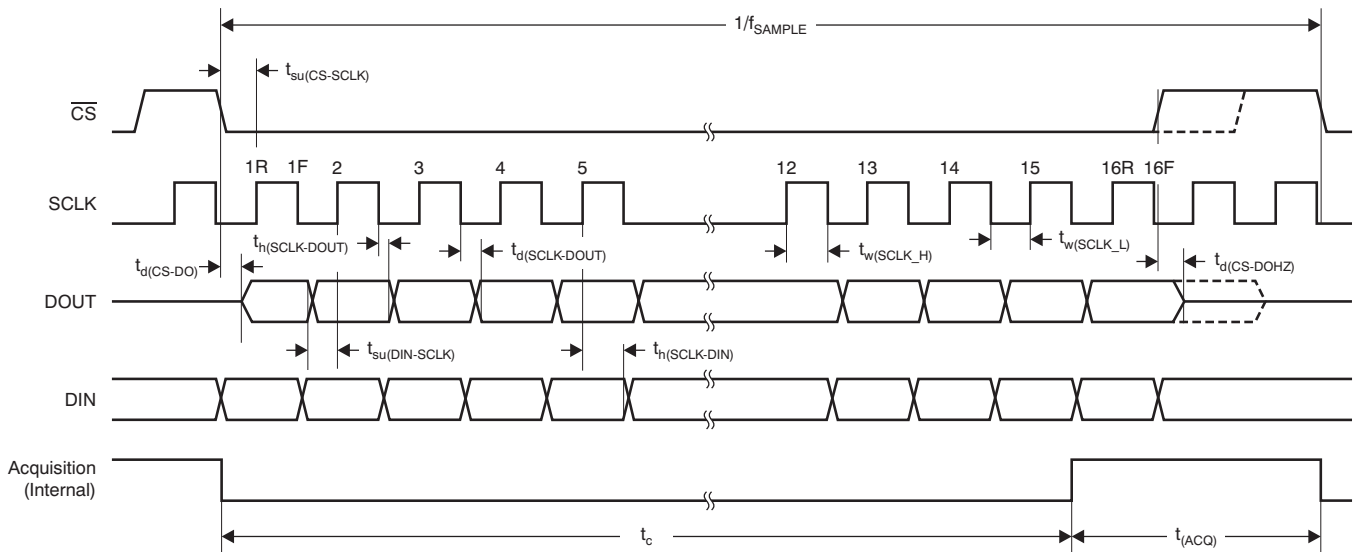 1/fSAMPLE
tsu(CS-SCLK)
CS
1R 1F 2 3 4 5 12 13 14 15 16R 16F
SCLK
th(SCLK-DOUT) td(SCLK-DOUT) tw(SCLK_H) tw(SCLK_L)
td(CS-DO) td(CS-DOHZ)
DOUT
tsu(DIN-SCLK) th(SCLK-DIN)
DIN
Acquisition
(Internal)
tc t(ACQ)